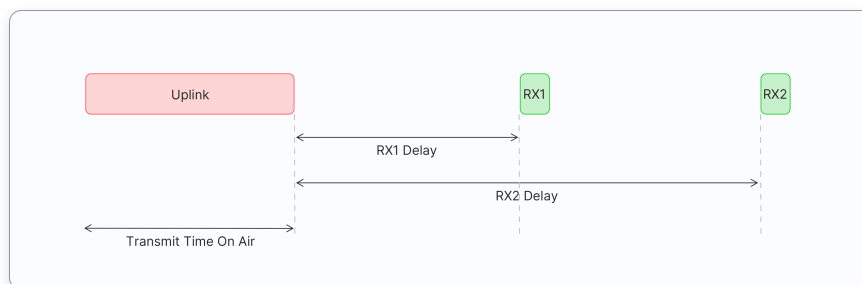 Uplink
RX1
RX2
RX1 Delay
RX2 Delay
Transmit Time On Air